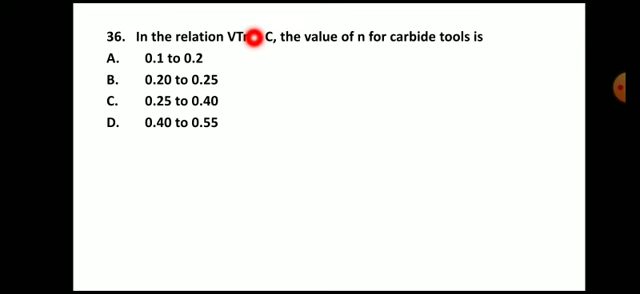 36. In the relation VT C, the value of n for carbide tools is
A. 0.1 to 0.2
B. 0.20 to 0.25
C. 0.25 to 0.40
D. 0.40 to 0.55